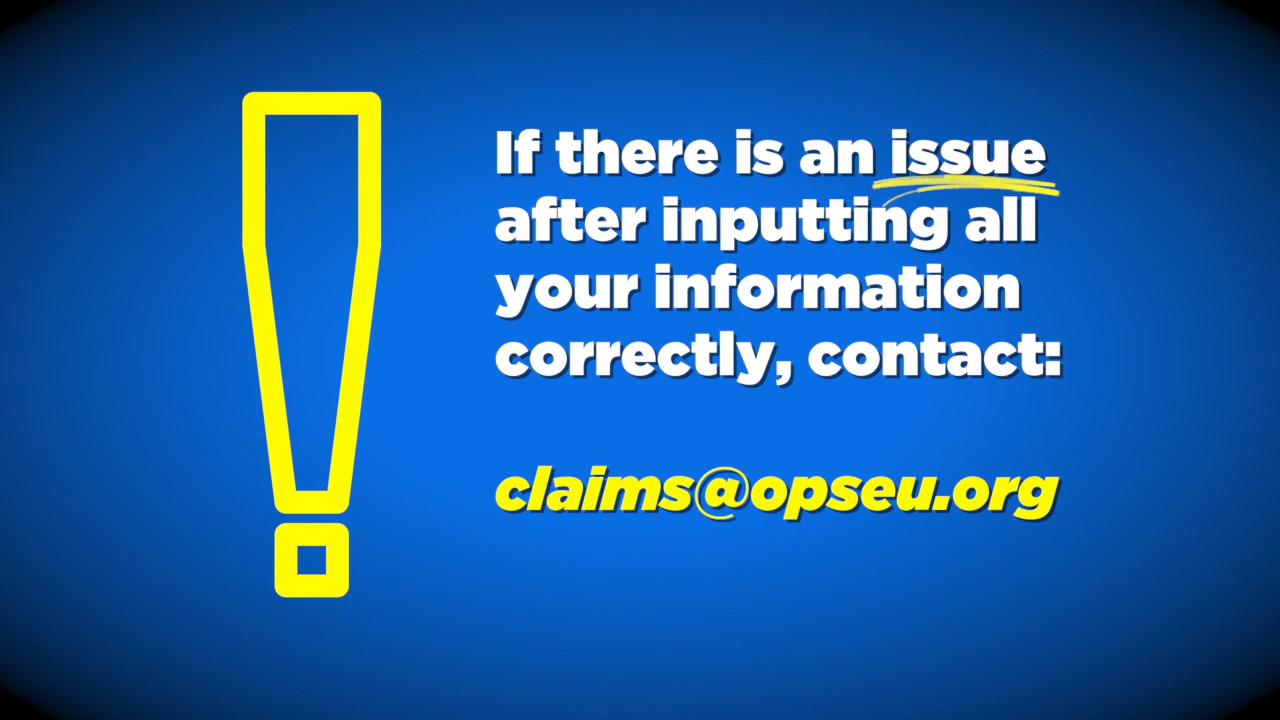 If there is an issue
after inputting all
your information
correctly, contact:
claims@opseu.org